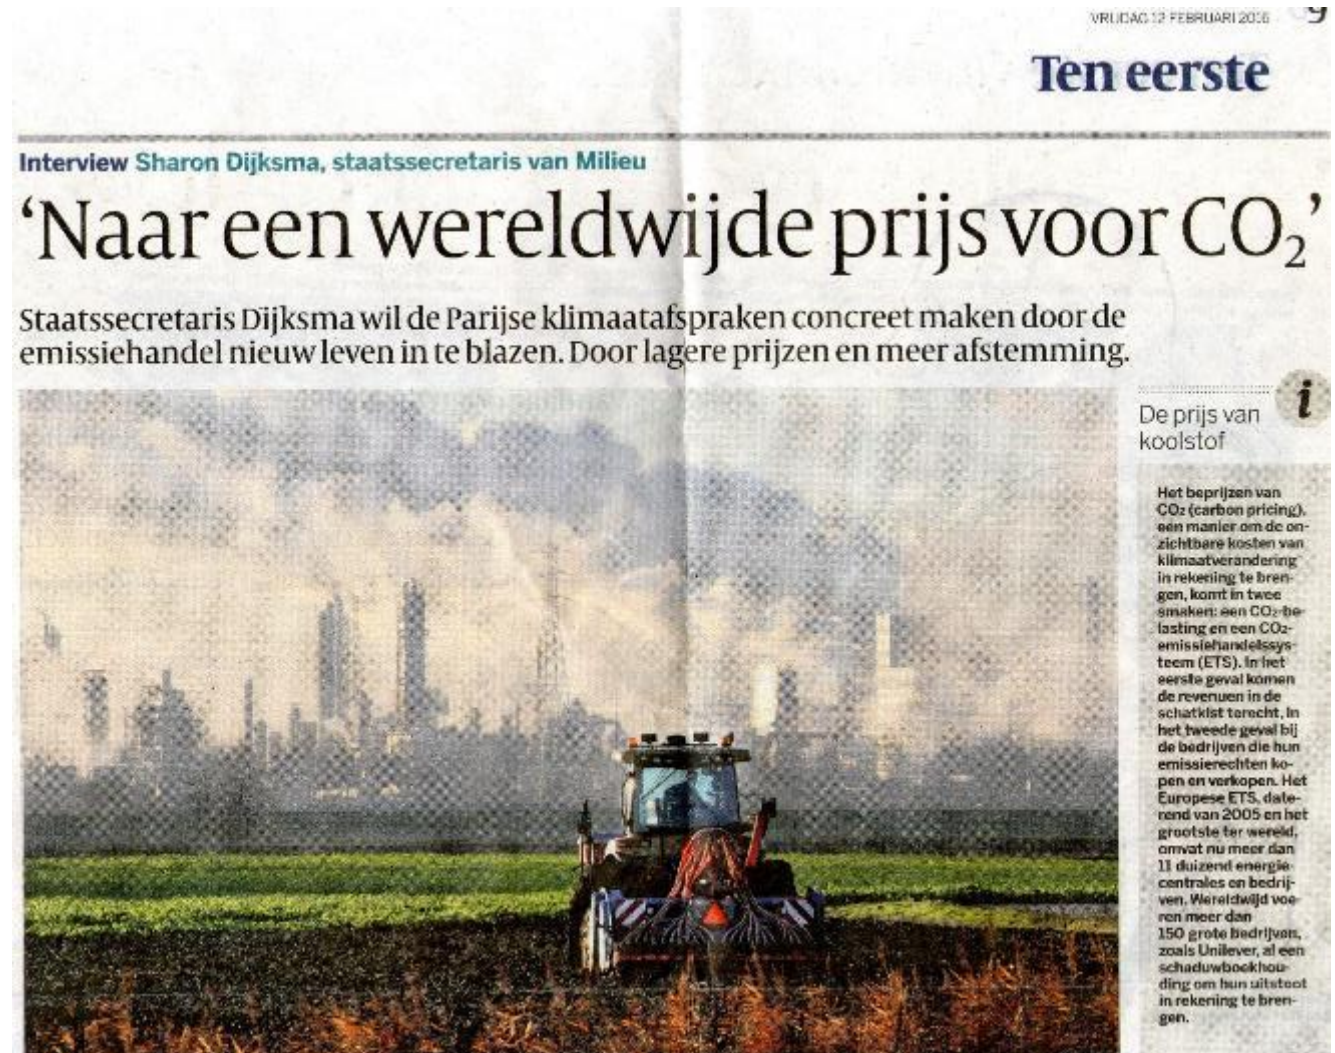 VRIJDAG 12 FEBRUARI 2016 9
Ten eerste
Interview Sharon Dijksma, staatssecretaris van Milieu
‘Naar een wereldwijde prijs voor CO₂’
Staatssecretaris Dijksma wil de Parijse klimaatafspraken concreet maken door de
emissiehandel nieuw leven in te blazen. Door lagere prijzen en meer afstemming.
i
De prijs van
koolstof
Het beprijzen van
CO₂ (carbon pricing),
een manier om de on-
zichtbare kosten van
klimaatverandering
in rekening te bren-
gen, komt in twee
smaken: een CO₂-be-
lasting en een CO₂-
emissiehandelssys-
teem (ETS). In het
eerste geval komen
de revenuen in de
schatkist terecht, in
het tweede geval bij
de bedrijven die hun
emissierechten ko-
pen en verkopen. Het
Europese ETS, date-
rend van 2005 en het
grootste ter wereld,
omvat nu meer dan
11 duizend energie-
centrales en bedrij-
ven. Wereldwijd voe-
ren meer dan
150 grote bedrijven,
zoals Unilever, al een
schaduwboekhou-
ding om hun uitstoot
in rekening te bren-
gen.